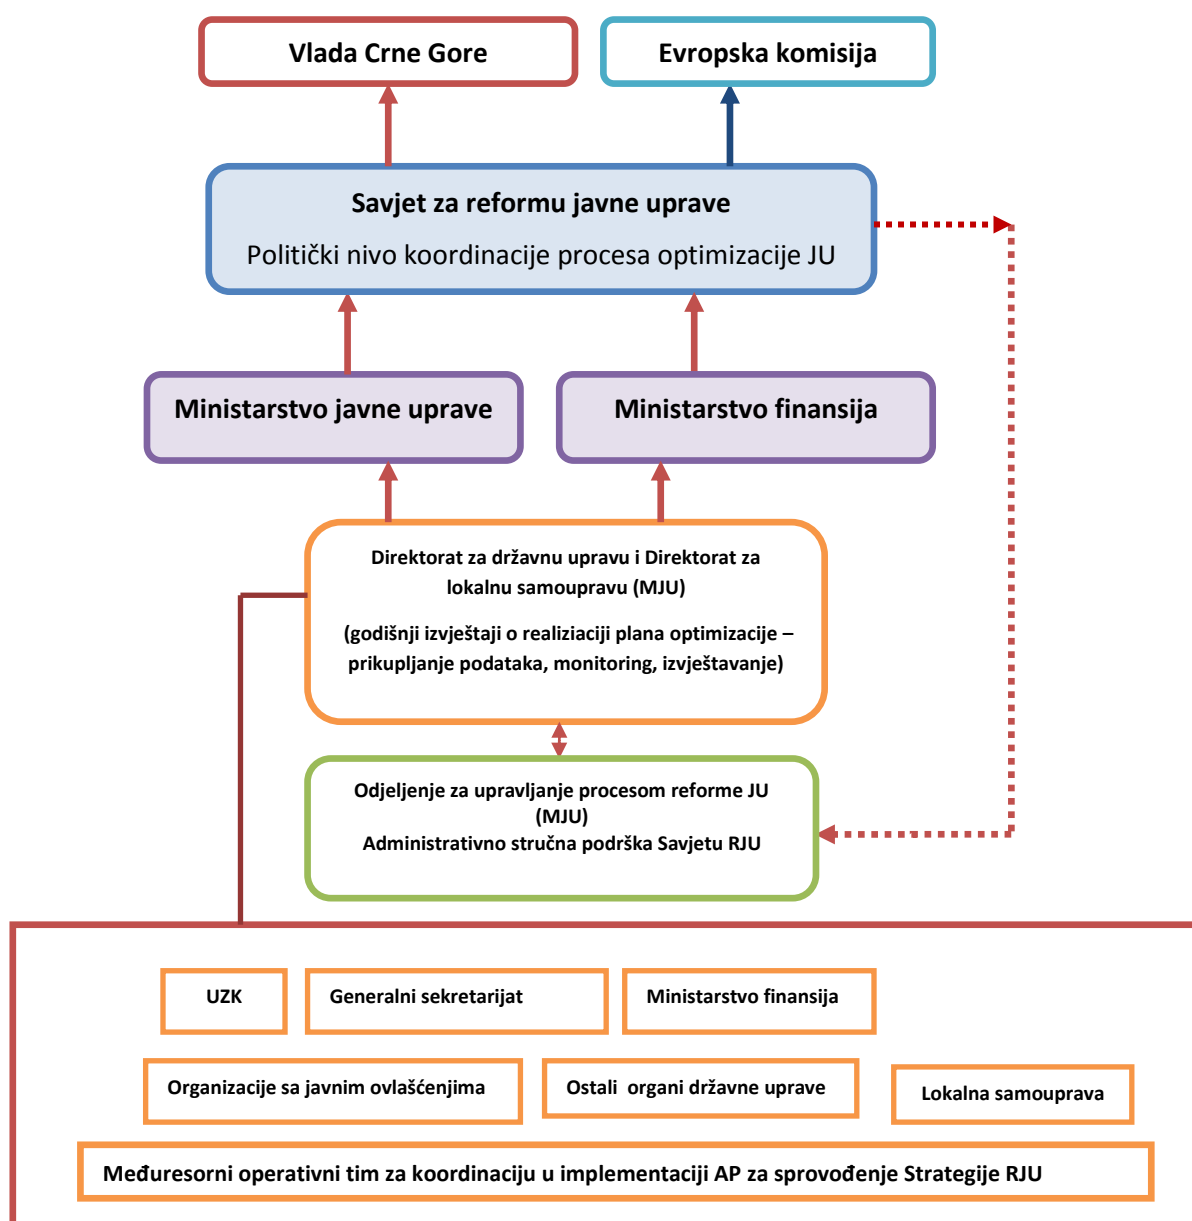 Vlada Crne Gore
Evropska komisija
Savjet za reformu javne uprave
Politički nivo koordinacije procesa optimizacije JU
Ministarstvo javne uprave
Ministarstvo finansija
Direktorat za državnu upravu i Direktorat za
lokalnu samoupravu (MJU)
(godišnji izvještaji o realiziaciji plana optimizacije –
prikupljanje podataka, monitoring, izvještavanje)
Odjeljenje za upravljanje procesom reforme JU
(MJU)
Administrativno stručna podrška Savjetu RJU
UZK
Generalni sekretarijat
Ministarstvo finansija
Organizacije sa javnim ovlašćenjima
Ostali  organi državne uprave
Lokalna samouprava
Međuresorni operativni tim za koordinaciju u implementaciji AP za sprovođenje Strategije RJU